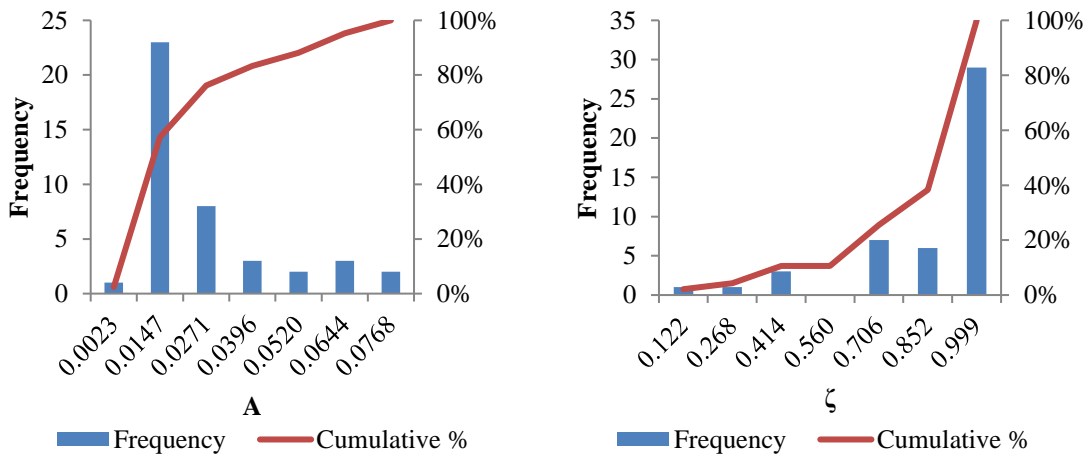 25 100%
20 80%
15 60%
10 40%
5 20%
0 0%
Frequency
0.0023 0.0147 0.0271 0.0396 0.0520 0.0644 0.0768
A
Frequency Cumulative %
35 100%
30 80%
25
20 60%
15 40%
10
5 20%
0 0%
Frequency
0.122 0.268 0.414 0.560 0.706 0.852 0.999
ζ
Frequency Cumulative %